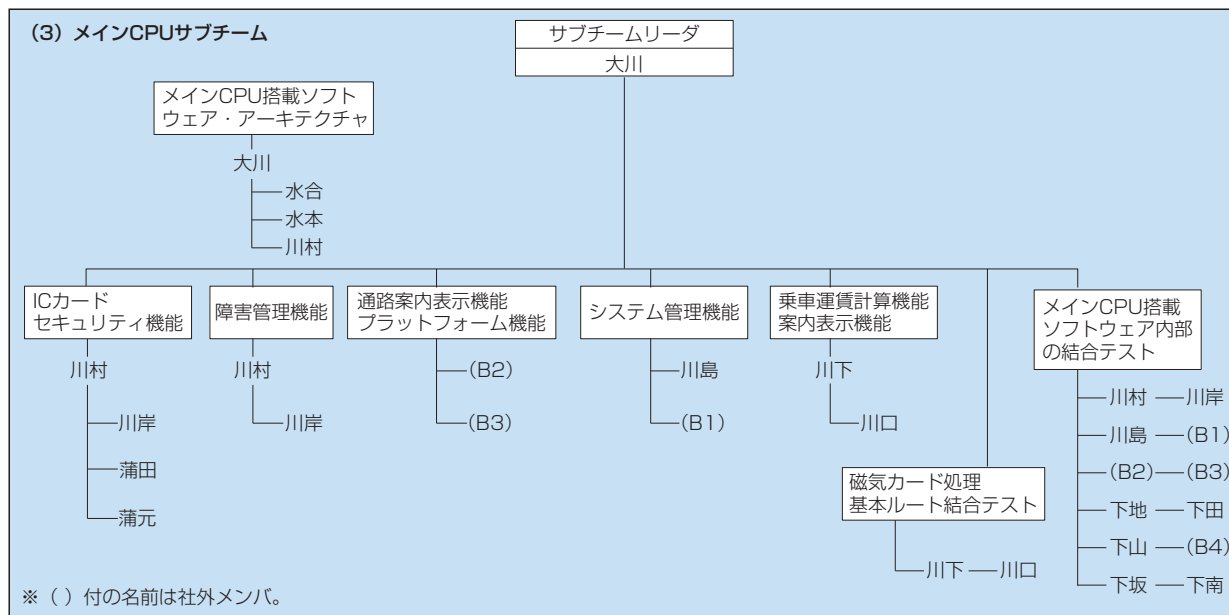 (3)メインCPUサブチーム
サブチームリーダ
大川
メインCPU搭載ソフト
ウェア・アーキテクチャ
大川
水合
水本
川村
ICカード
セキュリティ機能
川村
川岸
蒲田
蒲元
障害管理機能
川村
川岸
通路案内表示機能
プラットフォーム機能
(B2)
(B3)
システム管理機能
川島
(B1)
乗車運賃計算機能
案内表示機能
川下
川口
磁気カード処理
基本ルート結合テスト
川下 川口
メインCPU搭載
ソフトウェア内部
の結合テスト
川村 川岸
川島 (B1)
(B2) (B3)
下地 下田
下山 (B4)
下坂 下南
※( )付の名前は社外メンバ。